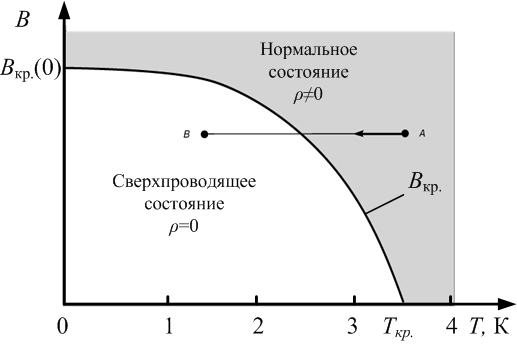 B
Bкр.(0)
Нормальное
состояние
ρ≠0
B
A
Сверхпроводящее
состояние
ρ=0
Bкр.
0 1 2 3 Tкр. 4 T, К